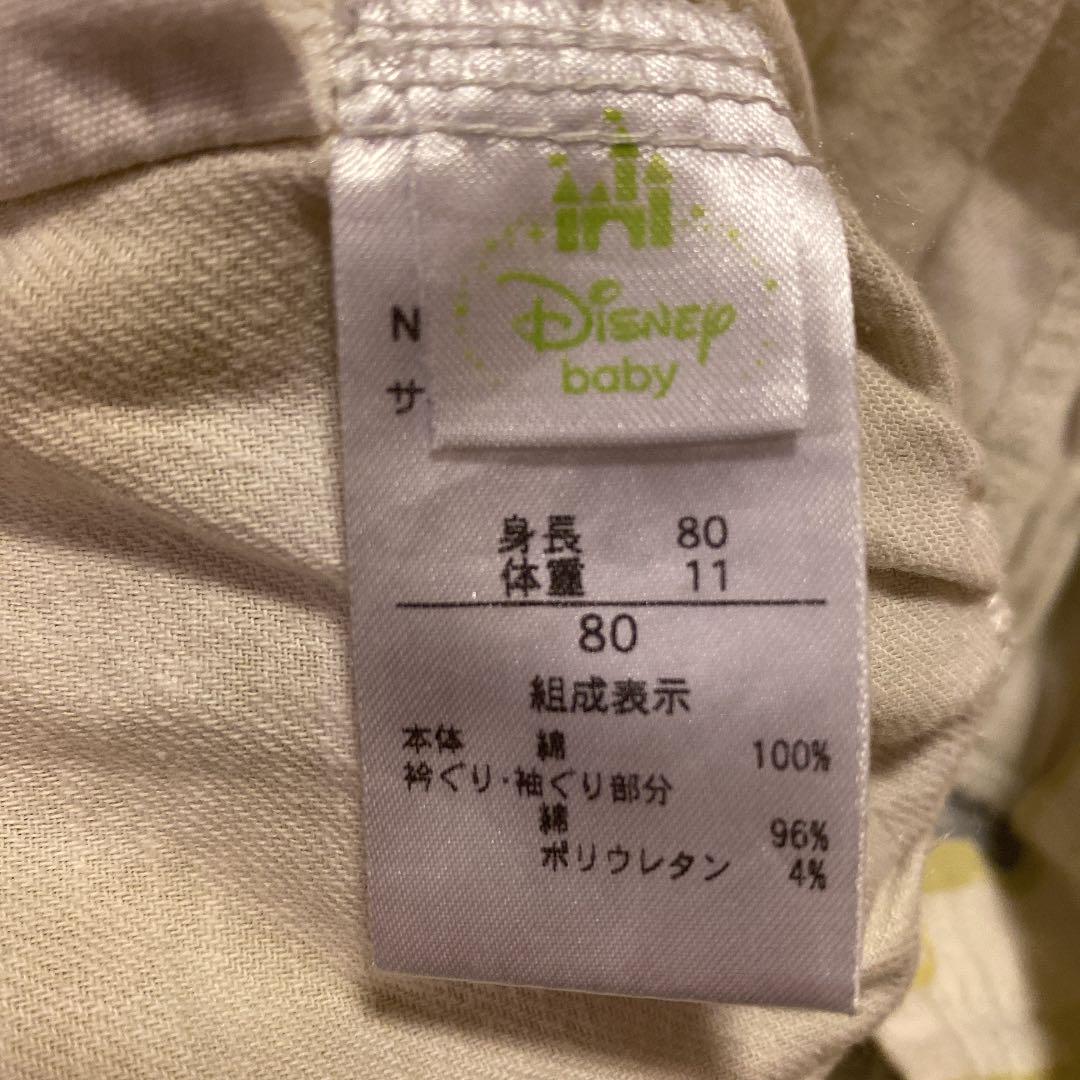 Disney
baby
N
サ
身長 80
体重 11
80
組成表示
本体 綿 100%
衿ぐり・袖ぐり部分
綿 96%
ポリウレタン 4%